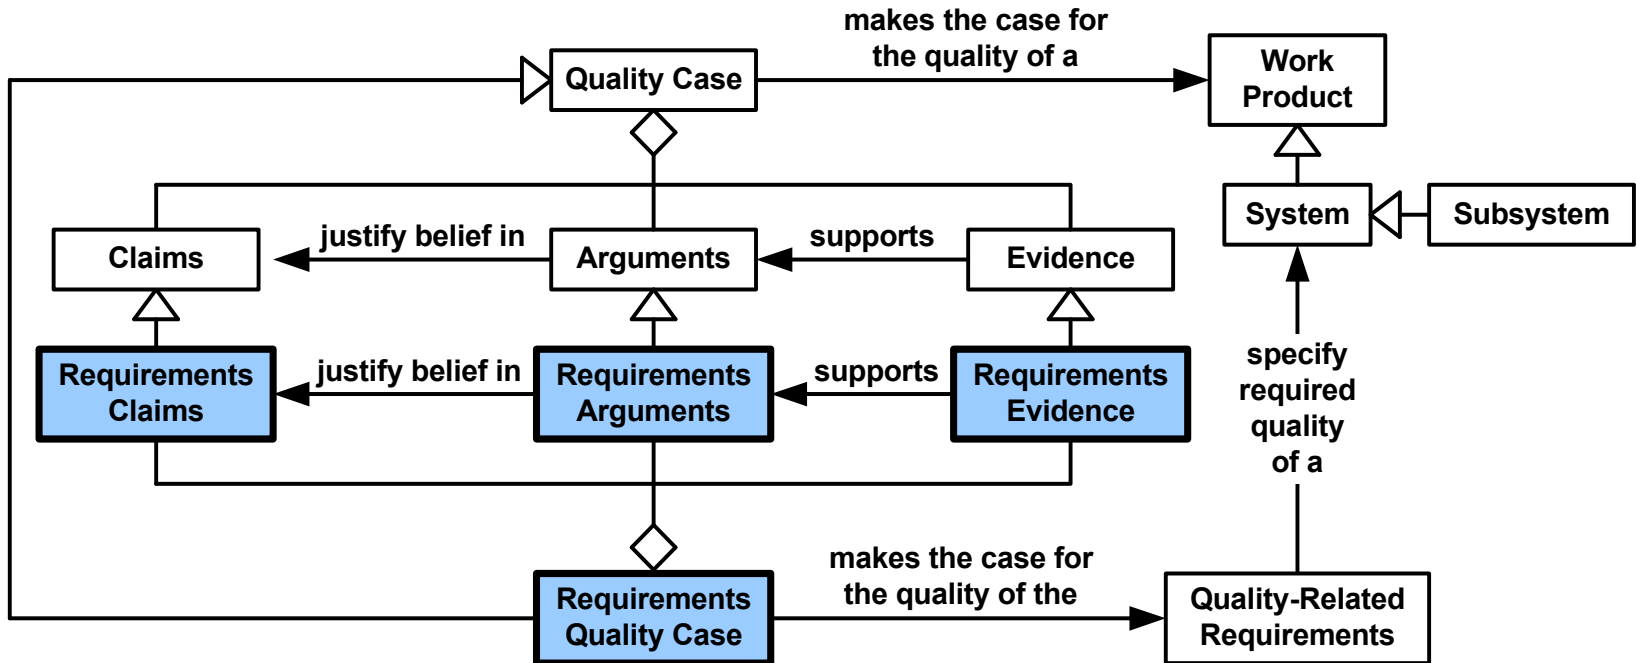 makes the case for
the quality of a
Quality Case
Work
Product
System
Subsystem
Claims
justify belief in
Arguments
supports
Evidence
Requirements
Claims
justify belief in
Requirements
Arguments
supports
Requirements
Evidence
specify
required
quality
of a
makes the case for
the quality of the
Requirements
Quality Case
Quality-Related
Requirements